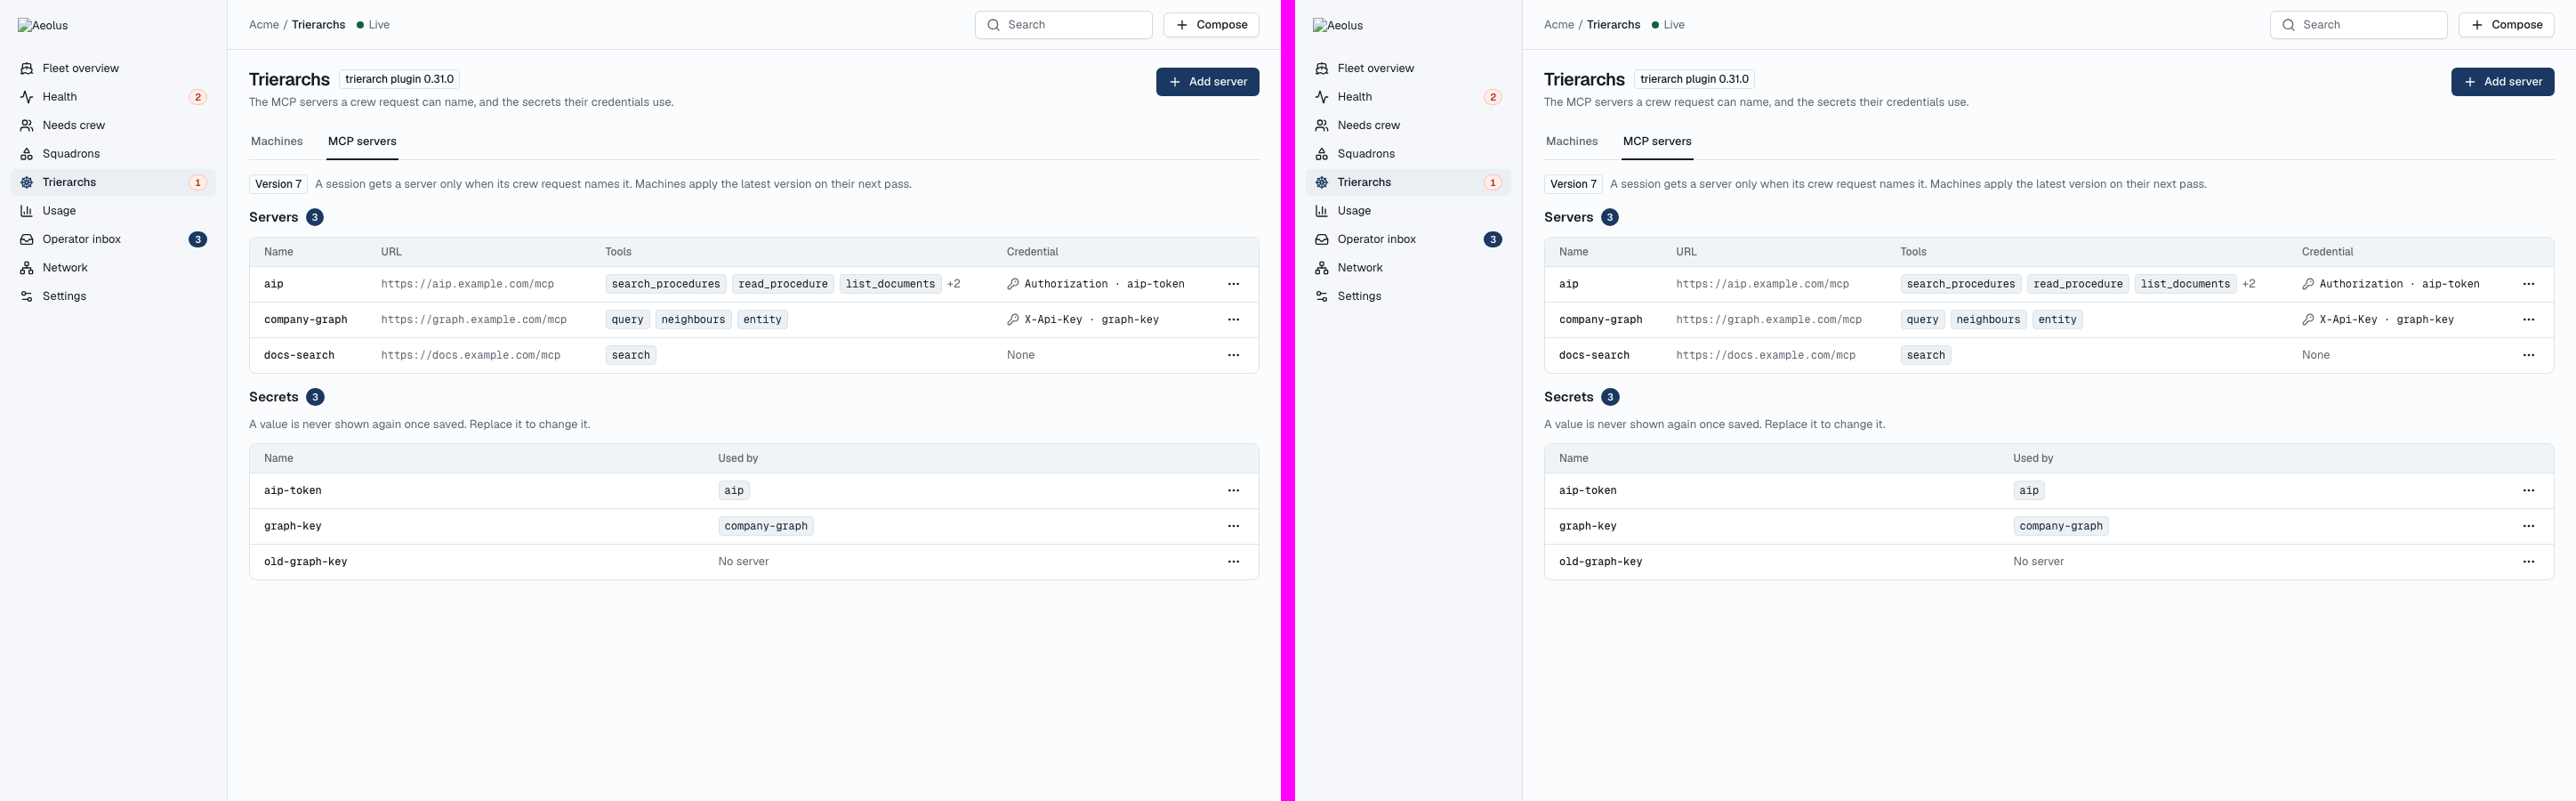 Aeolus
Acme / Trierarchs Live
Search
Compose
Fleet overview
Health 2
Needs crew
Squadrons
Trierarchs 1
Usage
Operator inbox 3
Network
Settings
Trierarchs trierarch plugin 0.31.0
Add server
The MCP servers a crew request can name, and the secrets their credentials use.
Machines MCP servers
Version 7 A session gets a server only when its crew request names it. Machines apply the latest version on their next pass.
Servers 3
Name URL Tools Credential
aip https://aip.example.com/mcp search_procedures read_procedure list_documents +2 Authorization · aip-token
company-graph https://graph.example.com/mcp query neighbours entity X-Api-Key · graph-key
docs-search https://docs.example.com/mcp search None
Secrets 3
A value is never shown again once saved. Replace it to change it.
Name Used by
aip-token aip
graph-key company-graph
old-graph-key No server
Aeolus
Acme / Trierarchs Live
Search
Compose
Fleet overview
Health 2
Needs crew
Squadrons
Trierarchs 1
Usage
Operator inbox 3
Network
Settings
Trierarchs trierarch plugin 0.31.0
Add server
The MCP servers a crew request can name, and the secrets their credentials use.
Machines MCP servers
Version 7 A session gets a server only when its crew request names it. Machines apply the latest version on their next pass.
Servers 3
Name URL Tools Credential
aip https://aip.example.com/mcp search_procedures read_procedure list_documents +2 Authorization · aip-token
company-graph https://graph.example.com/mcp query neighbours entity X-Api-Key · graph-key
docs-search https://docs.example.com/mcp search None
Secrets 3
A value is never shown again once saved. Replace it to change it.
Name Used by
aip-token aip
graph-key company-graph
old-graph-key No server